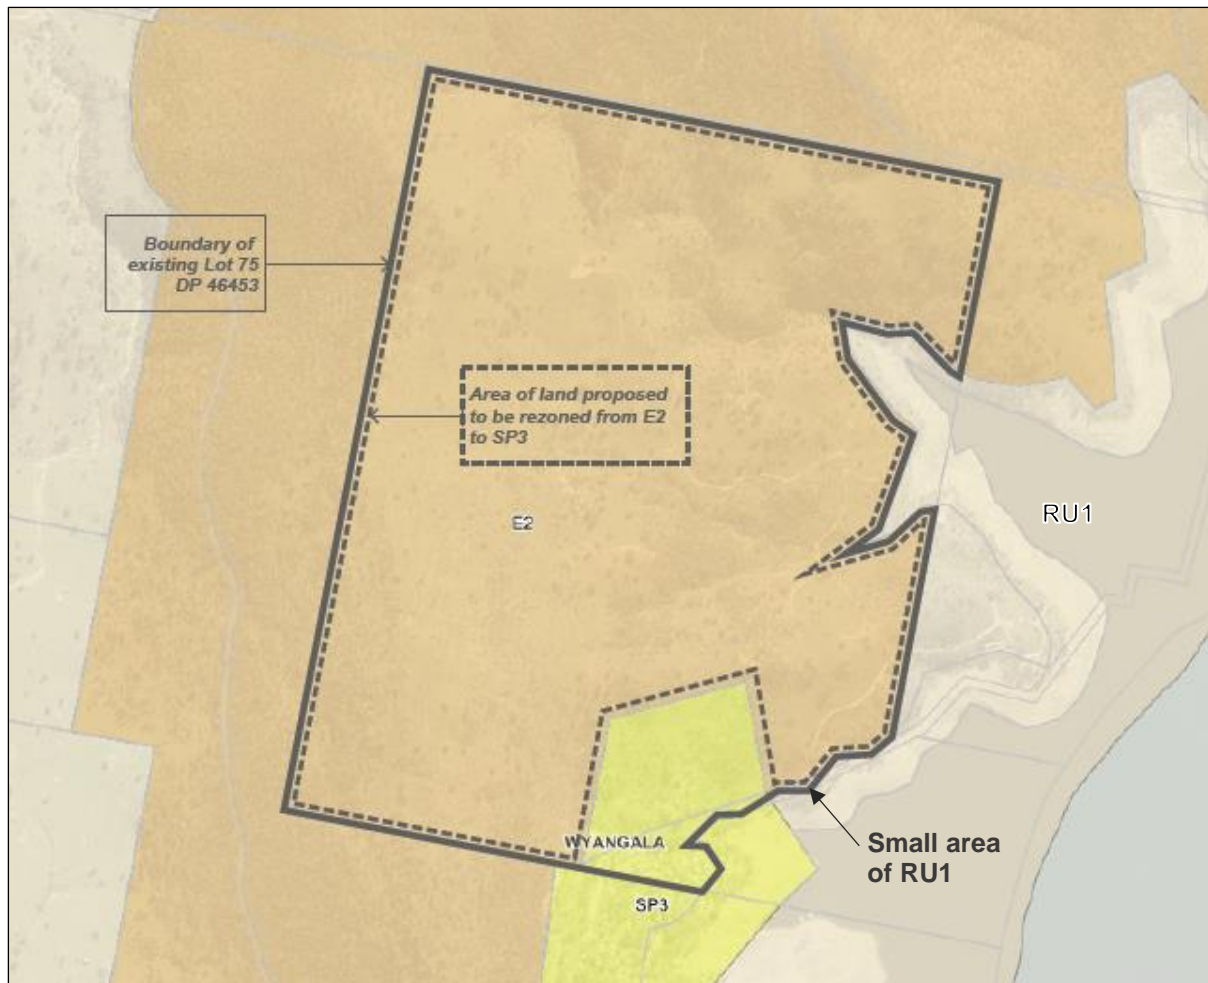 Boundary of
existing Lot 75
DP 46453
Area of land proposed
to be rezoned from E2
to SP3
E2
RU1
WYANGALA
Small area
of RU1
SP3